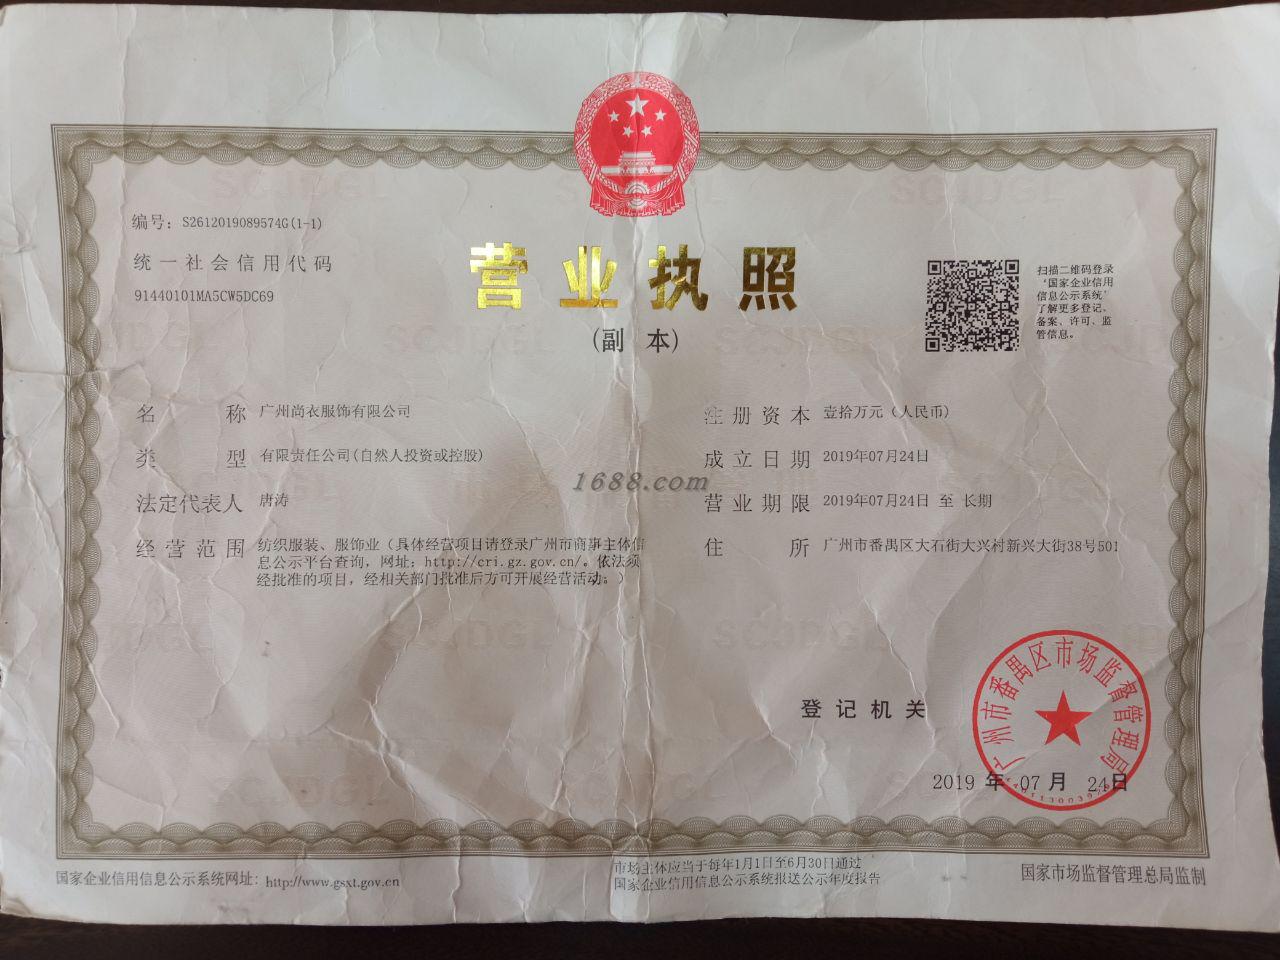 编号：S2612019089574G(1-1)
统一社会信用代码
91440101MA5CW5DC69
营业执照
(副本)
扫描二维码登录
‘国家企业信用
信息公示系统’
了解更多登记、
备案、许可、监
管信息。
名称 广州尚衣服饰有限公司
类型 有限责任公司(自然人投资或控股)
法定代表人 唐涛
经营范围 纺织服装、服饰业（具体经营项目请登录广州市商事主体信
息公示平台查询，网址：http://cri.gz.gov.cn/。依法须
经批准的项目，经相关部门批准后方可开展经营活动。）
注册资本 壹拾万元（人民币）
成立日期 2019年07月24日
营业期限 2019年07月24日 至 长期
住所 广州市番禺区大石街大兴村新兴大街38号501
1688.com
登记机关
广州市番禺区市场监督管理局
2019 年 07 月 24日
国家企业信用信息公示系统网址：http://www.gsxt.gov.cn
市场主体应当于每年1月1日至6月30日通过
国家企业信用信息公示系统报送公示年度报告
国家市场监督管理总局监制